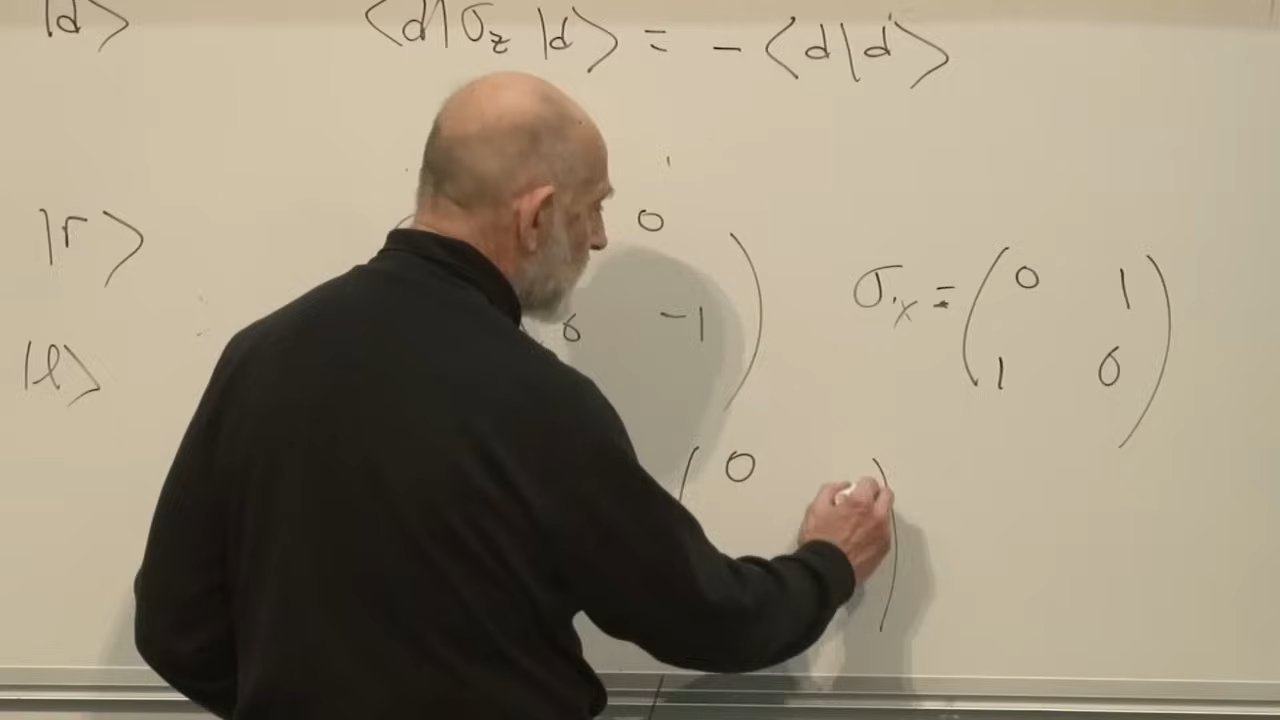 |d⟩ ⟨d|σ_z|d⟩ = - ⟨d|d⟩
|r⟩
|l⟩
( 0
0 -1 )
σ_x = ( 0 1
1 0 )
( 0 )